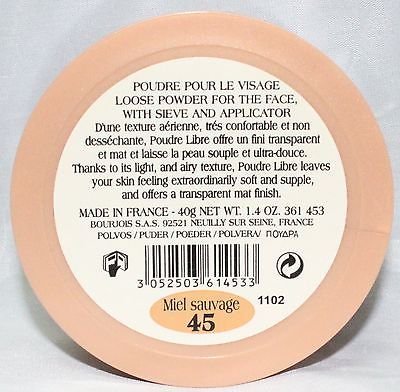 POUDRE POUR LE VISAGE
LOOSE POWDER FOR THE FACE,
WITH SIEVE AND APPLICATOR
D'une texture aérienne, trés confortable et non
desséchante, Poudre Libre offre un fini transparent
et mat et laisse la peau souple et ultra-douce.
Thanks to its light, and airy texture, Poudre Libre leaves
your skin feeling extraordinarily soft and supple,
and offers a transparent mat finish.
MADE IN FRANCE - 40g NET WT. 1.4 OZ. 361 453
BOURJOIS S.A.S. 92521 NEUILLY SUR SEINE, FRANCE
POLVOS / PUDER / POEDER / POLVERA/ ΠΟΥΔΡΑ
3 052503 614533
Miel sauvage
45
1102